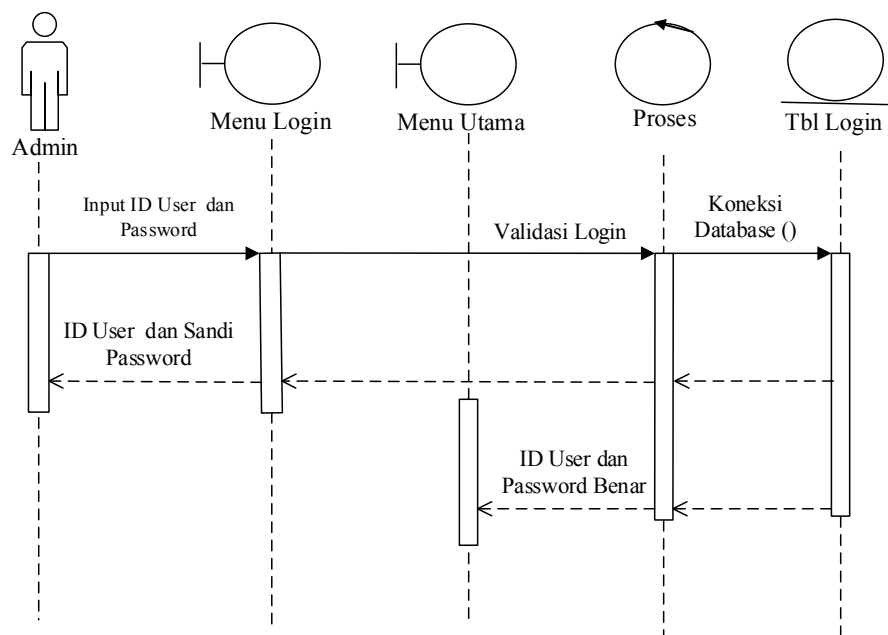 Admin
Menu Login
Menu Utama
Proses
Tbl Login
Input ID User dan
Password
Validasi Login
Koneksi
Database ()
ID User dan Sandi
Password
ID User dan
Password Benar